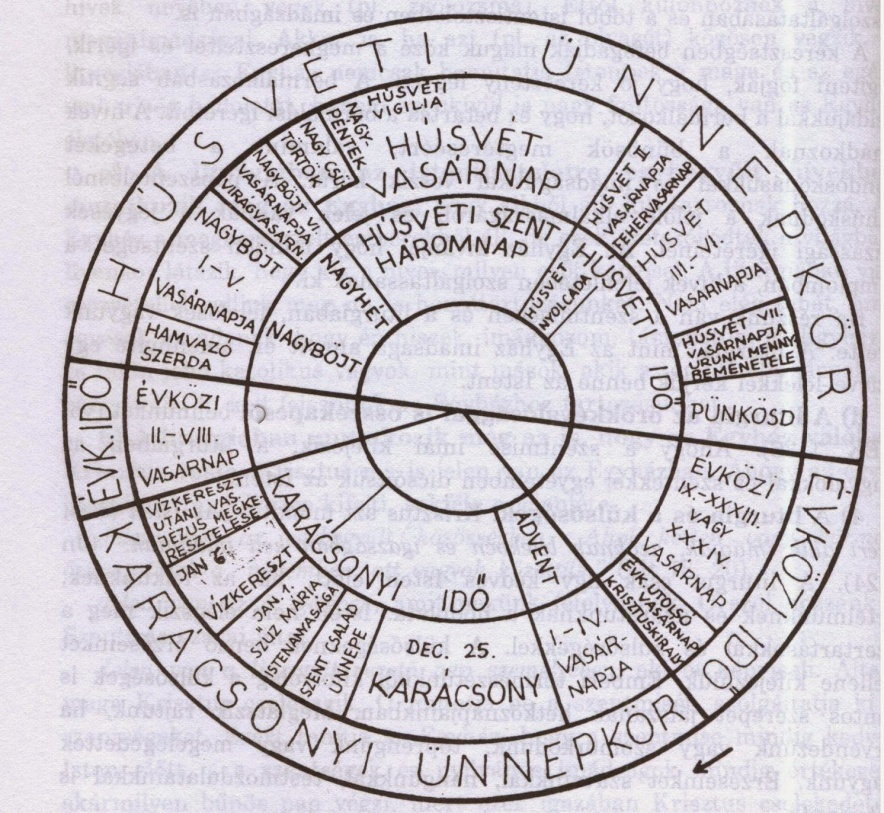 HÚSVÉTI ÜNNEPKÖR
ÉVKÖZI IDŐ
KARÁCSONYI ÜNNEPKÖR
ÉVK. IDŐ
HAMVAZÓ
SZERDA
NAGYBÖJT
I.-V.
VASÁRNAPJA
NAGYBÖJT VI.
VASÁRNAPJA
VIRÁGVASÁRN.
NAGY CSÜ-
TÖRTÖK
NAGY-
PÉNTEK
HÚSVÉTI
VIGILIA
HÚSVÉT
VASÁRNAP
HÚSVÉT II.
VASÁRNAPJA
FEHÉRVASÁRNAP
HÚSVÉT
III.-VI.
VASÁRNAPJA
HÚSVÉT VII.
VASÁRNAPJA
URUNK MENNY-
BEMENETELE
PÜNKÖSD
ÉVKÖZI
IX-XXXIII
VAGY
XXXIV
VASÁRNAP
ÉVK. UTOLSÓ
VASÁRNAP
KRISZTUSKIRÁLY
I.-IV.
VASÁR-
NAPJA
DEC. 25.
KARÁCSONY
SZENT CSALÁD
ÜNNEPE
JAN. 1.
SZŰZ MÁRIA
ISTENANYASÁGA
JAN. 6.
VÍZKERESZT
VÍZKERESZT
UTÁNI VAS.
JÉZUS MEGKE-
RESZTELÉSE
ÉVKÖZI
II.-VIII
VASÁRNAP
NAGYBÖJT
NAGYHÉT
HÚSVÉTI SZENT
HÁROMNAP
HÚSVÉT
NYOLCADA
HÚSVÉTI IDŐ
ADVENT
KARÁCSONYI IDŐ